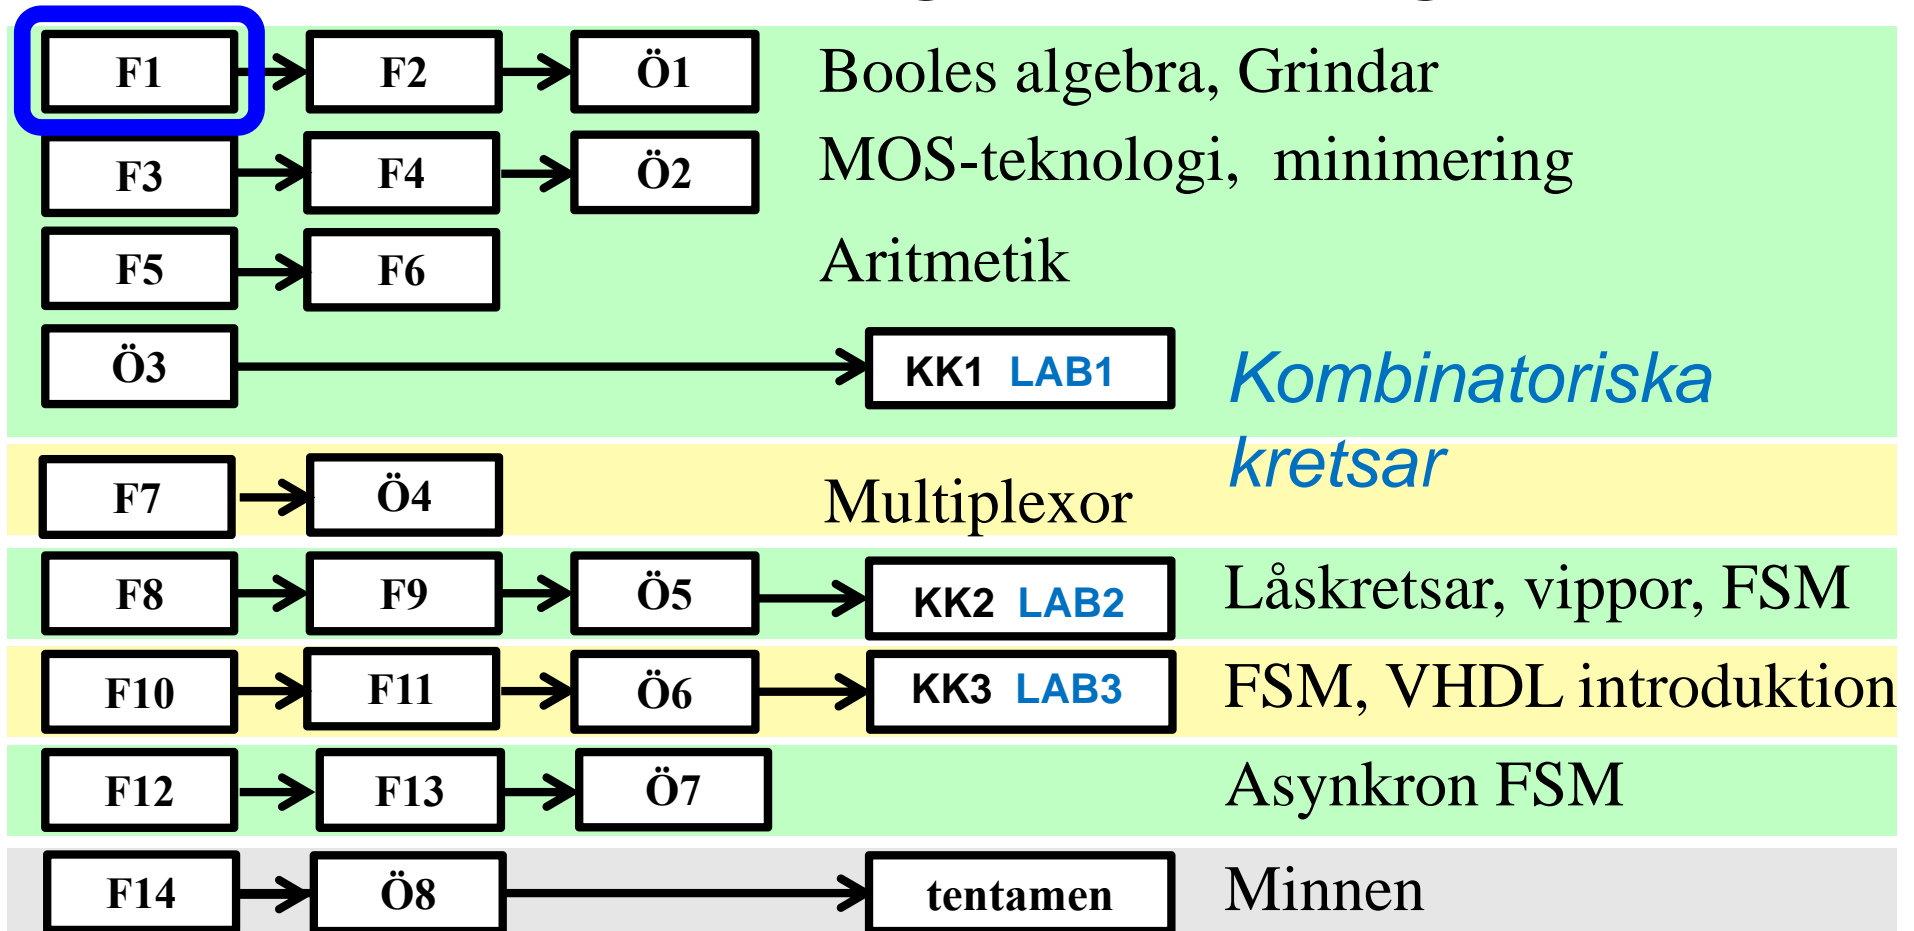 F1 F2 Ö1 Booles algebra, Grindar
F3 F4 Ö2 MOS-teknologi, minimering
F5 F6 Aritmetik
Ö3 KK1 LAB1 Kombinatoriska
kretsar
F7 Ö4 Multiplexor
F8 F9 Ö5 KK2 LAB2 Låskretsar, vippor, FSM
F10 F11 Ö6 KK3 LAB3 FSM, VHDL introduktion
F12 F13 Ö7 Asynkron FSM
F14 Ö8 tentamen Minnen